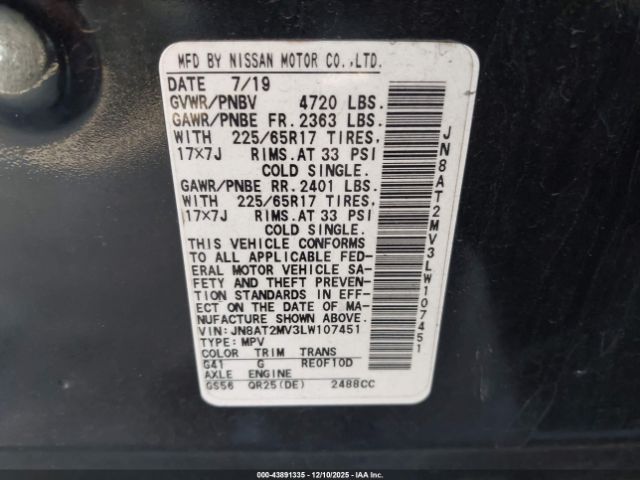 MFD BY NISSAN MOTOR CO.,LTD.
DATE 7/19
GVWR/PNBV 4720 LBS.
GAWR/PNBE FR. 2363 LBS.
WITH 225/65R17 TIRES.
17×7J RIMS.AT 33 PSI
COLD SINGLE.
GAWR/PNBE RR. 2401 LBS.
WITH 225/65R17 TIRES.
17×7J RIMS.AT 33 PSI
COLD SINGLE.
THIS VEHICLE CONFORMS
TO ALL APPLICABLE FED-
ERAL MOTOR VEHICLE SA-
FETY AND THEFT PREVEN-
TION STANDARDS IN EFF-
ECT ON THE DATE OF MA-
NUFACTURE SHOWN ABOVE.
VIN:JN8AT2MV3LW107451
TYPE:MPV
COLOR TRIM TRANS
G41 G RE0F10D
AXLE ENGINE
GS56 QR25(DE) 2488CC
JN8AT2MV3LW107451
000-43891335 - 12/10/2025 - IAA Inc.